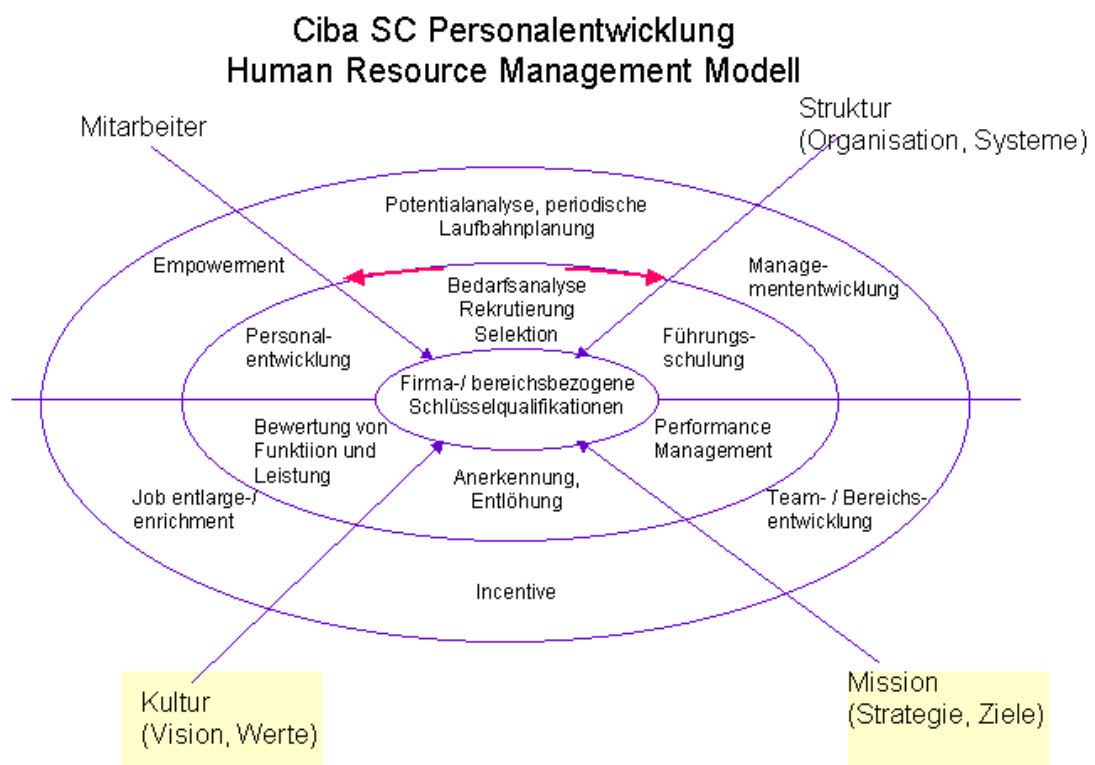 Ciba SC Personalentwicklung
Human Resource Management Modell
Mitarbeiter
Struktur
(Organisation, Systeme)
Potentialanalyse, periodische
Laufbahnplanung
Empowerment
Manage-
mententwicklung
Bedarfsanalyse
Rekrutierung
Selektion
Personal-
entwicklung
Führungs-
schulung
Firma-/ bereichsbezogene
Schlüsselqualifikationen
Bewertung von
Funktiion und
Leistung
Performance
Management
Anerkennung,
Entlöhung
Job entlarge-/
enrichment
Team- / Bereichs-
entwicklung
Incentive
Kultur
(Vision, Werte)
Mission
(Strategie, Ziele)